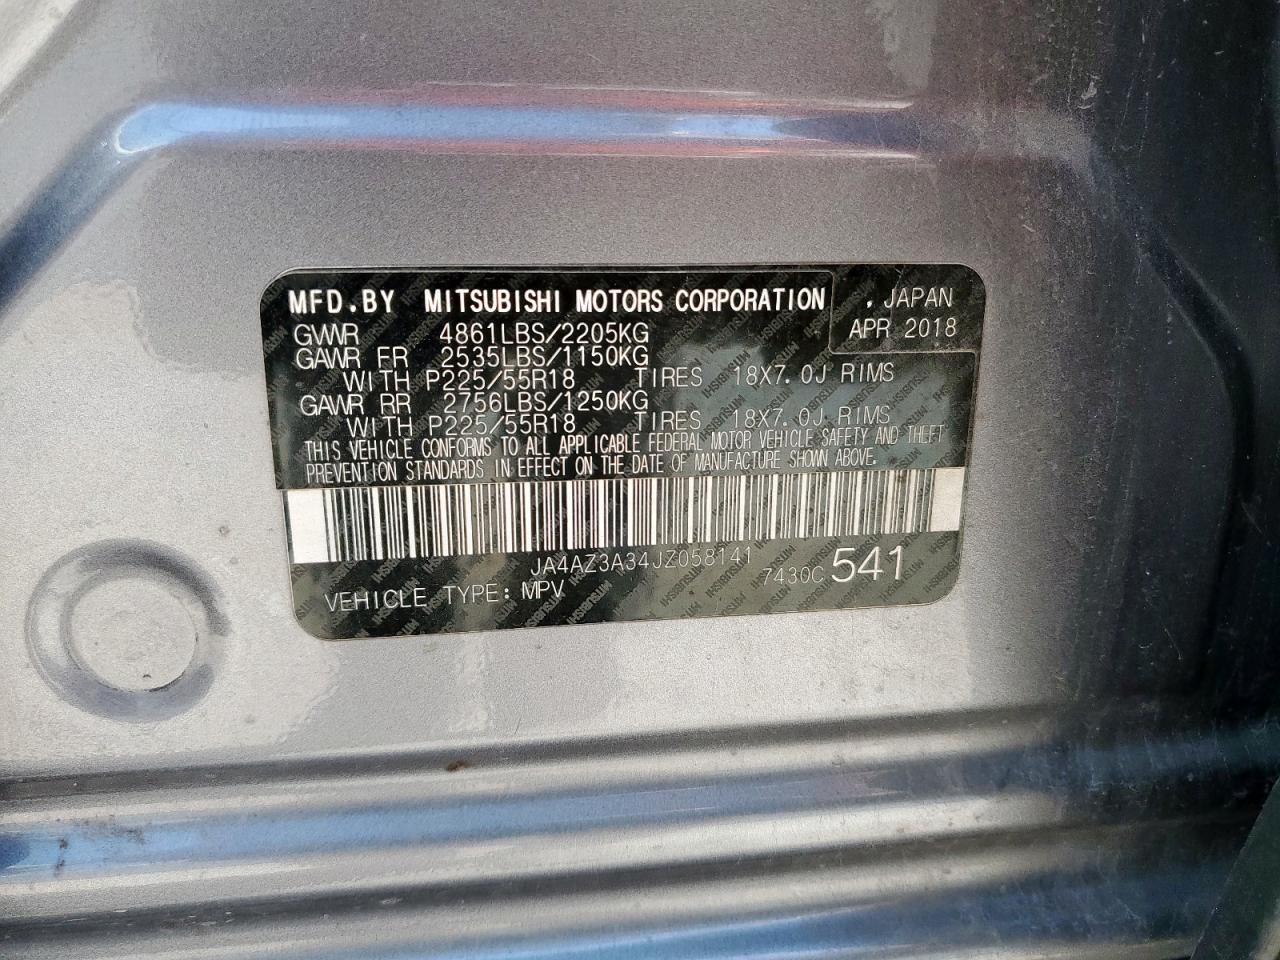 MFD.BY MITSUBISHI MOTORS CORPORATION . JAPAN
APR 2018
GVWR 4861LBS/2205KG
GAWR FR 2535LBS/1150KG
WITH P225/55R18 TIRES 18X7.0J RIMS
GAWR RR 2756LBS/1250KG
WITH P225/55R18 TIRES 18X7.0J RIMS
THIS VEHICLE CONFORMS TO ALL APPLICABLE FEDERAL MOTOR VEHICLE SAFETY AND THEFT
PREVENTION STANDARDS IN EFFECT ON THE DATE OF MANUFACTURE SHOWN ABOVE.
JA4AZ3A34JZ058141
VEHICLE TYPE: MPV 7430C 541